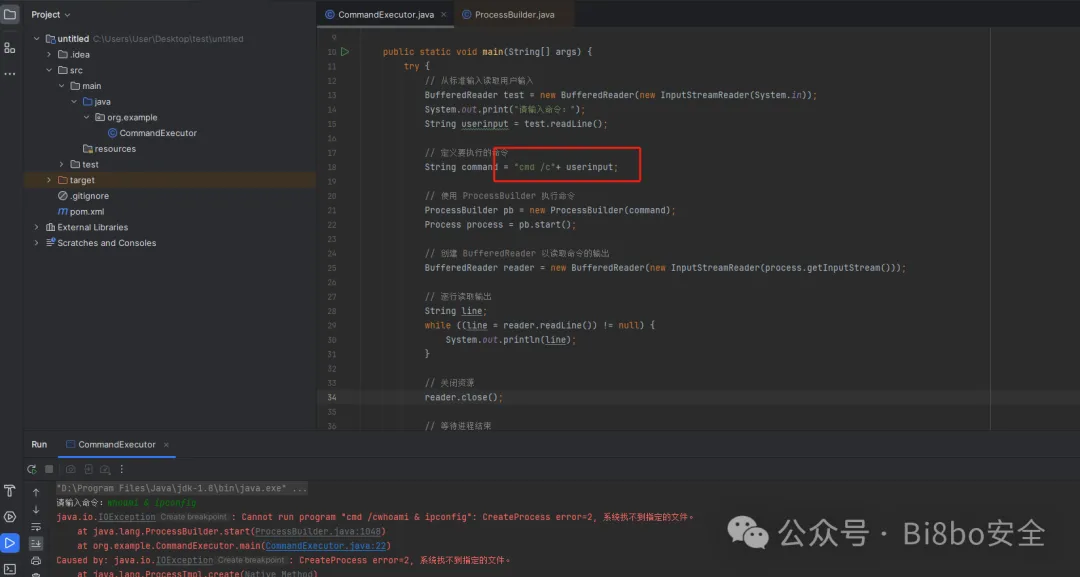 Project
CommandExecutor.java
ProcessBuilder.java
untitled C:\Users\User\Desktop\test\untitled
.idea
src
main
java
org.example
CommandExecutor
resources
test
target
.gitignore
pom.xml
External Libraries
Scratches and Consoles
9
10 public static void main(String[] args) {
11 try {
12 // 从标准输入读取用户输入
13 BufferedReader test = new BufferedReader(new InputStreamReader(System.in));
14 System.out.print("请输入命令: ");
15 String userinput = test.readLine();
16
17 // 定义要执行的命令
18 String command = "cmd /c"+ userinput;
19
20 // 使用 ProcessBuilder 执行命令
21 ProcessBuilder pb = new ProcessBuilder(command);
22 Process process = pb.start();
23
24 // 创建 BufferedReader 以读取命令的输出
25 BufferedReader reader = new BufferedReader(new InputStreamReader(process.getInputStream()));
26
27 // 逐行读取输出
28 String line;
29 while ((line = reader.readLine()) != null) {
30 System.out.println(line);
31 }
32
33 // 关闭资源
34 reader.close();
35
36 // 等待进程结束
Run
CommandExecutor
"D:\Program Files\Java\jdk-1.8\bin\java.exe" ...
请输入命令: whoami & ipconfig
java.io.IOException Create breakpoint : Cannot run program "cmd /cwhoami & ipconfig": CreateProcess error=2, 系统找不到指定的文件。
at java.lang.ProcessBuilder.start(ProcessBuilder.java:1048)
at org.example.CommandExecutor.main(CommandExecutor.java:22)
Caused by: java.io.IOException Create breakpoint : CreateProcess error=2, 系统找不到指定的文件。
at java.lang.ProcessImpl.create(Native Method)
公众号 · Bi8bo安全